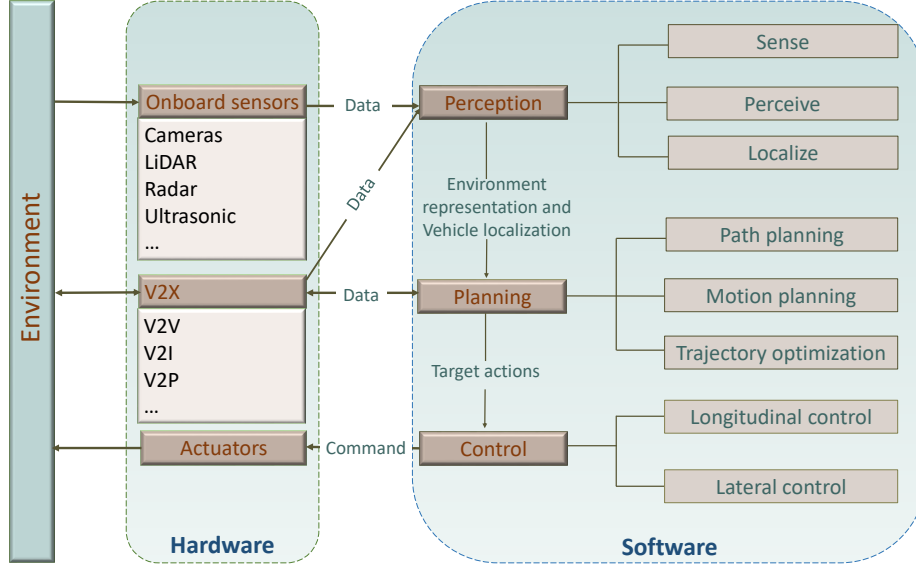 Environment
Onboard sensors
Cameras
LiDAR
Radar
Ultrasonic
...
V2X
V2V
V2I
V2P
...
Actuators
Hardware
Data
Data
Data
Command
Perception
Environment
representation and
Vehicle localization
Planning
Target actions
Control
Sense
Perceive
Localize
Path planning
Motion planning
Trajectory optimization
Longitudinal control
Lateral control
Software